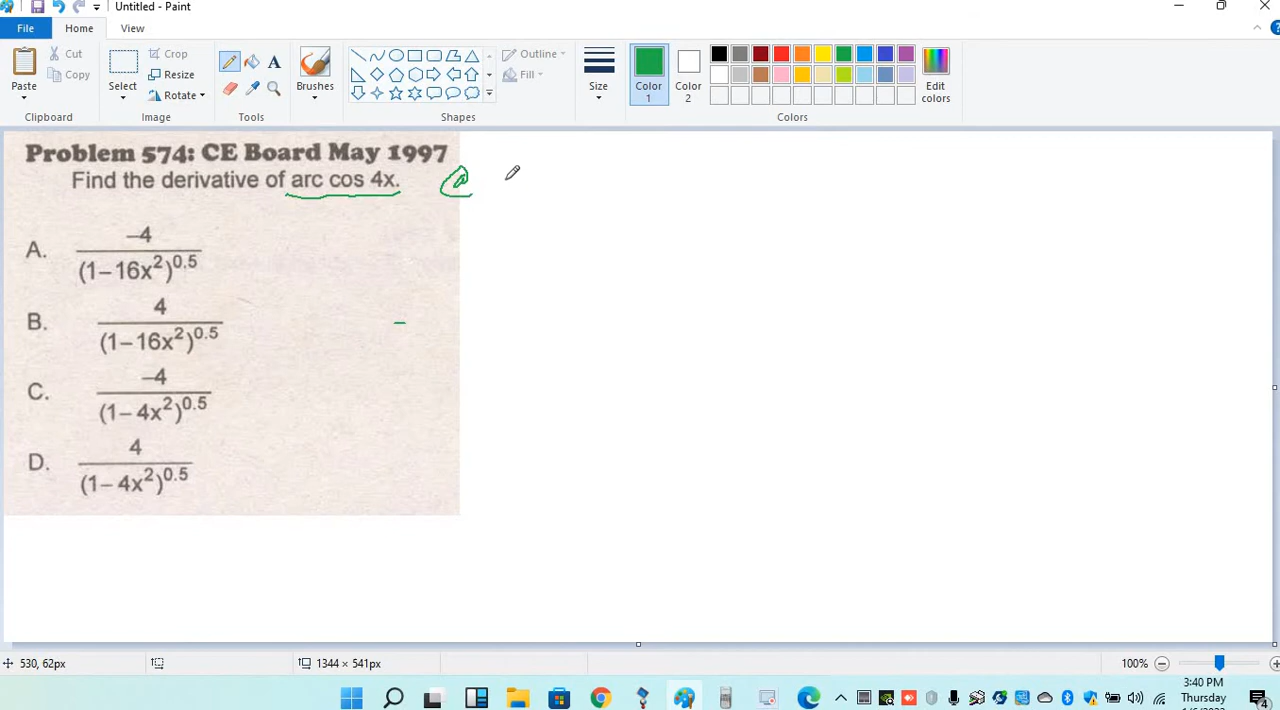 Untitled - Paint
File Home View
Paste
Cut
Copy
Clipboard
Select
Crop
Resize
Rotate
Image
A
Tools
Brushes
Shapes
Outline
Fill
Size
Color 1
Color 2
Edit colors
Colors
Problem 574: CE Board May 1997
Find the derivative of arc cos 4x.
A. –4
(1–16x²)^0.5
B. 4
(1–16x²)^0.5
C. –4
(1–4x²)^0.5
D. 4
(1–4x²)^0.5
530, 62px
1344 × 541px
100%
3:40 PM
Thursday
4